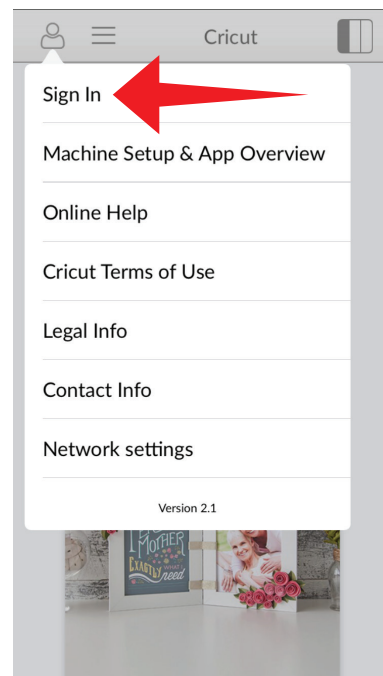 Cricut
Sign In
Machine Setup & App Overview
Online Help
Cricut Terms of Use
Legal Info
Contact Info
Network settings
Version 2.1
MOTHER
EXACTLY
need